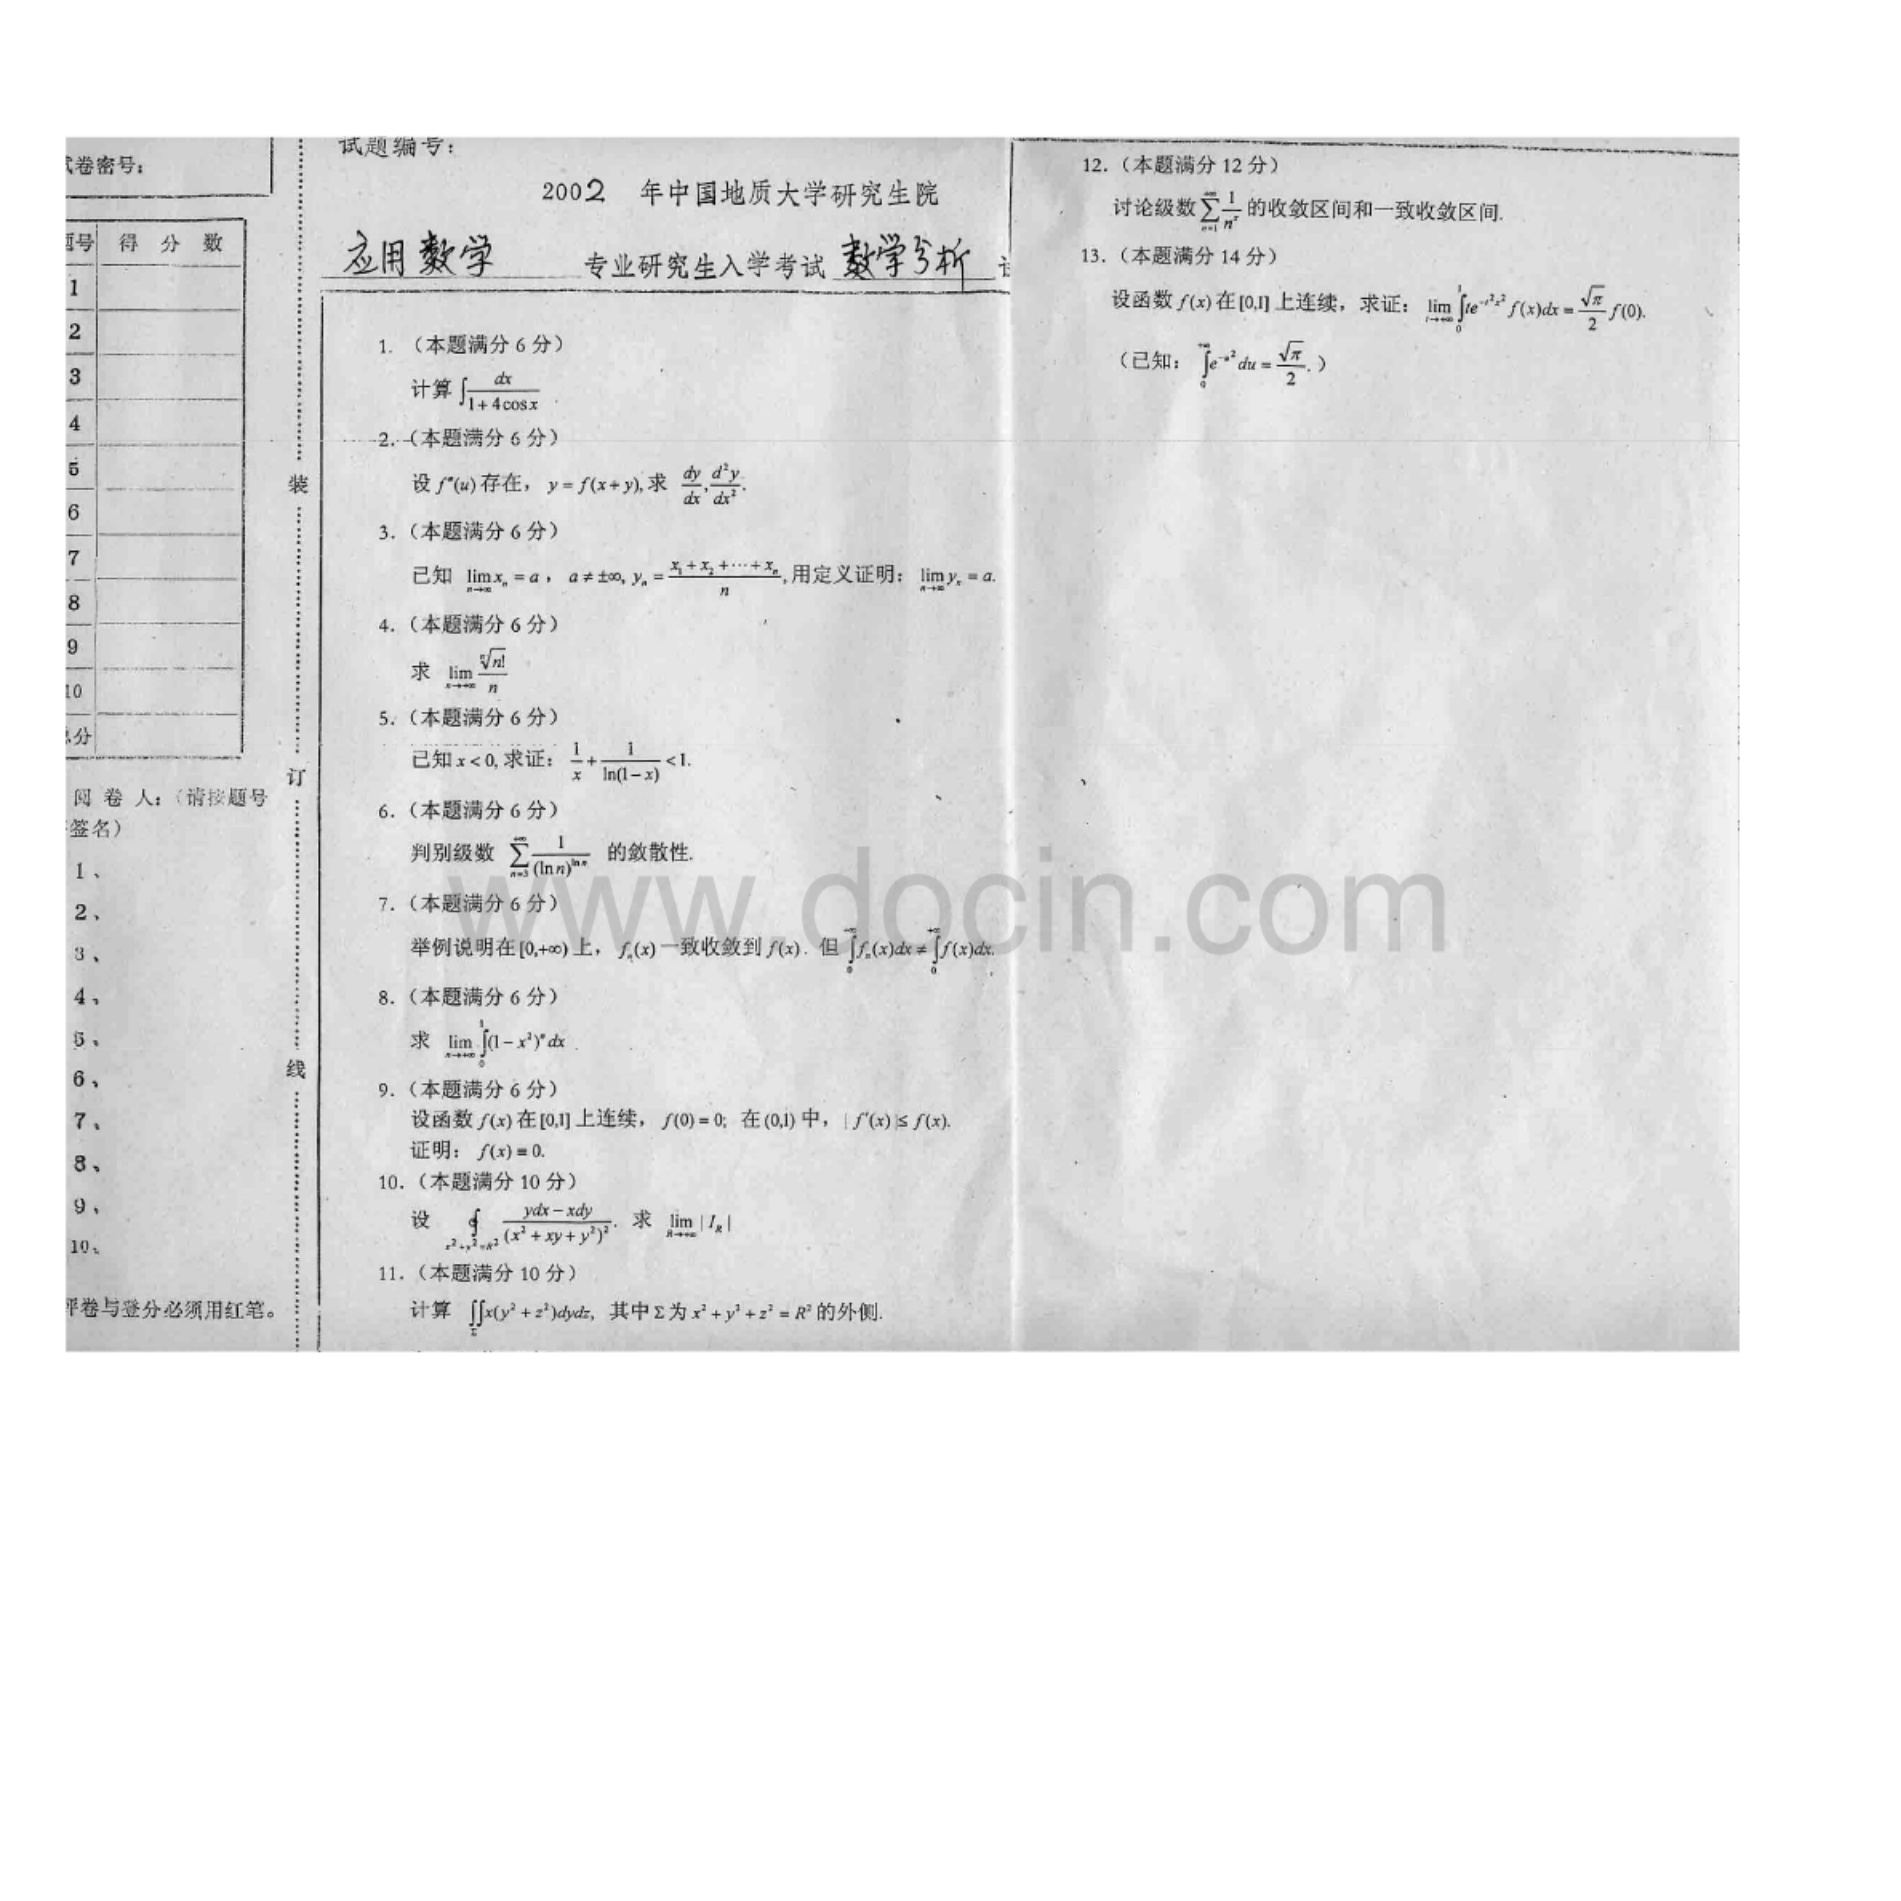 试卷密号:
题号 得 分 数
1
2
3
4
5
6
7
8
9
10
总分
阅 卷 人:(请按题号
签名)
1、
2、
3、
4、
5、
6、
7、
8、
9、
10、
评卷与登分必须用红笔。
装
订
线
试题编号:
2002 年中国地质大学研究生院
应用数学 专业研究生入学考试 数学分析
1. (本题满分 6 分)
计算 ∫ dx/(1+4cosx)
2.(本题满分 6 分)
设 f''(u) 存在, y = f(x+y), 求 dy/dx, d²y/dx².
3.(本题满分 6 分)
已知 lim_{n→∞} xₙ = a, a ≠ ±∞, yₙ = (x₁+x₂+⋯+xₙ)/n, 用定义证明: lim_{n→∞} yₙ = a.
4.(本题满分 6 分)
求 lim_{n→+∞} ⁿ√n!/n
5.(本题满分 6 分)
已知 x < 0, 求证: 1/x + 1/ln(1−x) < 1.
6.(本题满分 6 分)
判别级数 ∑_{n=3}^{+∞} 1/(ln n)^{ln n} 的敛散性.
7.(本题满分 6 分)
举例说明在 [0,+∞) 上, fₙ(x) 一致收敛到 f(x). 但 ∫₀^{+∞} fₙ(x)dx ≠ ∫₀^{+∞} f(x)dx.
8.(本题满分 6 分)
求 lim_{n→+∞} ∫₀¹ (1−x²)ⁿ dx.
9.(本题满分 6 分)
设函数 f(x) 在 [0,1] 上连续, f(0) = 0; 在 (0,1) 中, |f'(x)| ≤ f(x).
证明: f(x) ≡ 0.
10.(本题满分 10 分)
设 ∮_{x²+y²=R²} (ydx−xdy)/(x²+xy+y²)². 求 lim_{R→+∞} |I_R|
11.(本题满分 10 分)
计算 ∬_Σ x(y²+z²)dydz, 其中 Σ 为 x²+y²+z² = R² 的外侧.
12.(本题满分 12 分)
讨论级数 ∑_{n=1}^{+∞} 1/nˣ 的收敛区间和一致收敛区间.
13.(本题满分 14 分)
设函数 f(x) 在 [0,1] 上连续, 求证: lim_{t→+∞} ∫₀¹ te^{−t²x²} f(x)dx = √π/2 f(0).
(已知: ∫₀^{+∞} e^{−u²} du = √π/2.)
www.docin.com